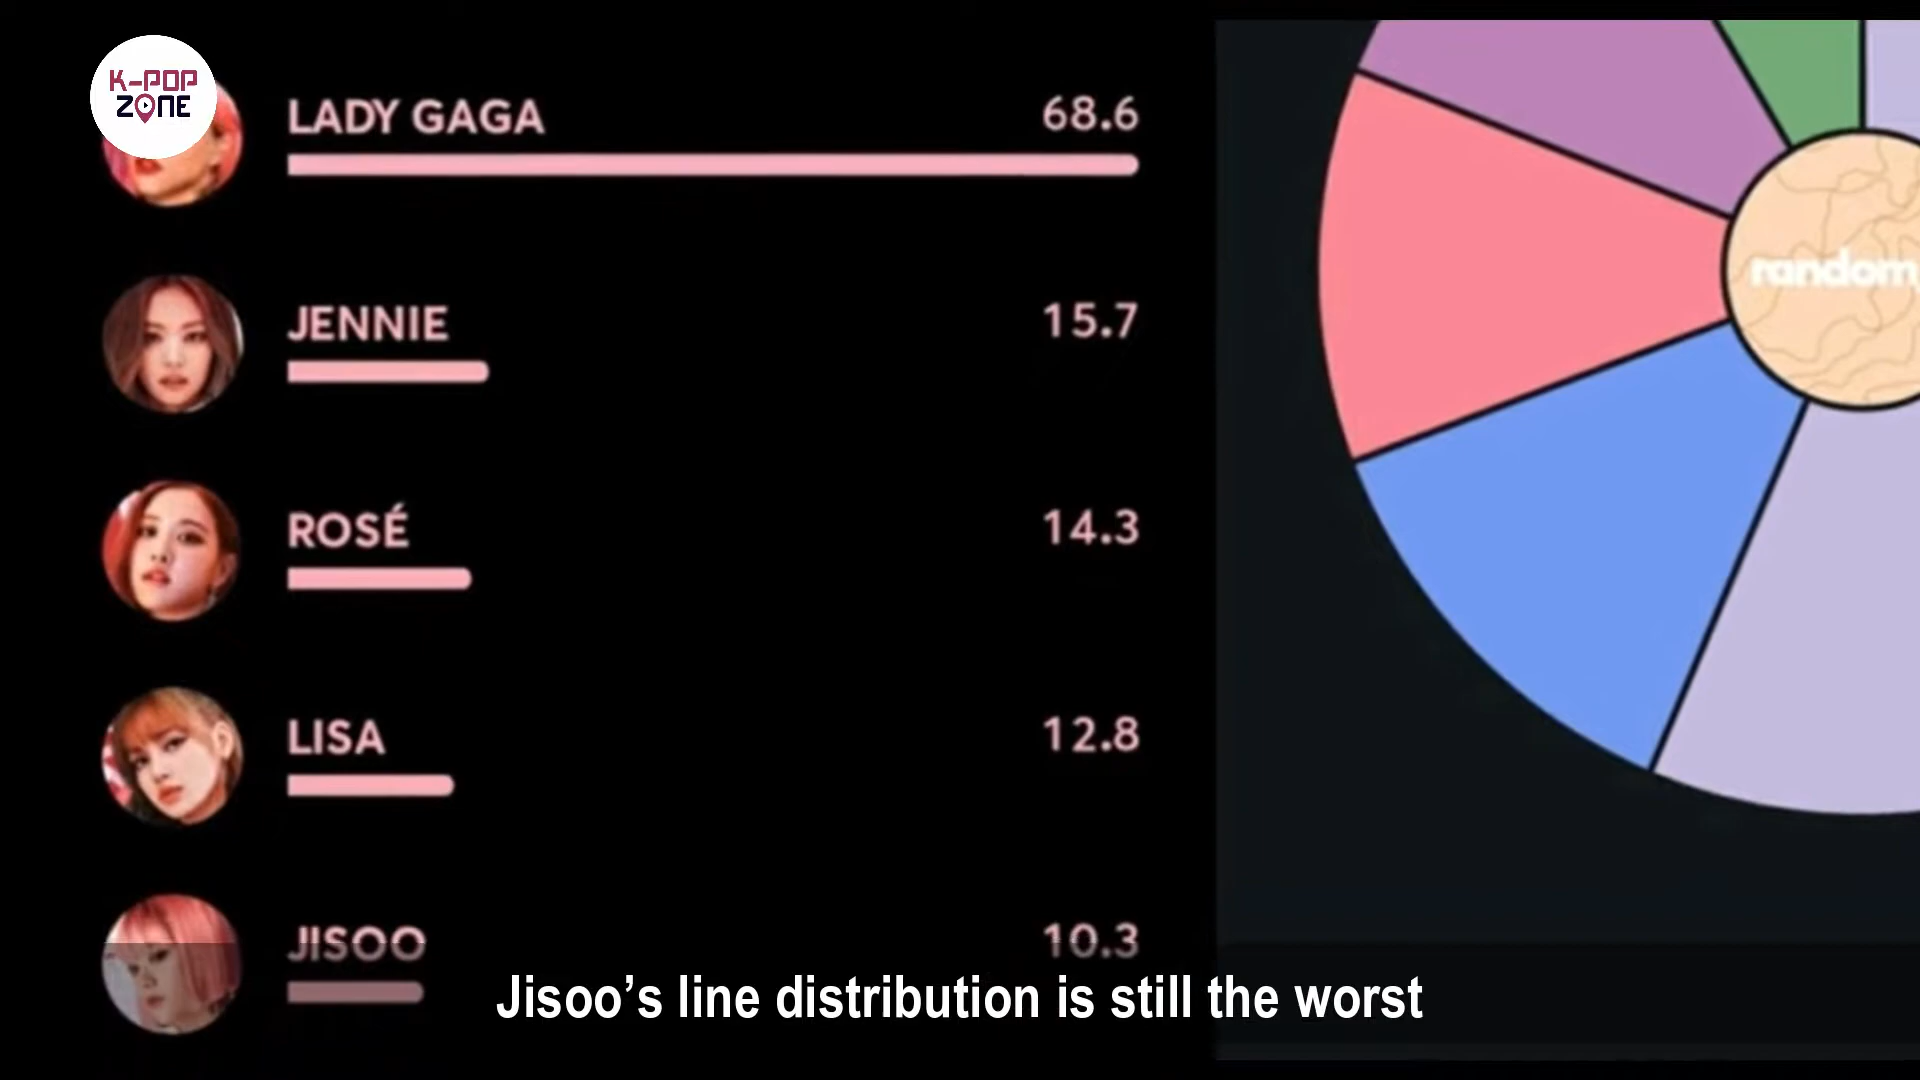 K-POP
ZONE
LADY GAGA
68.6
JENNIE
15.7
ROSÉ
14.3
LISA
12.8
JISOO
10.3
random
Jisoo’s line distribution is still the worst